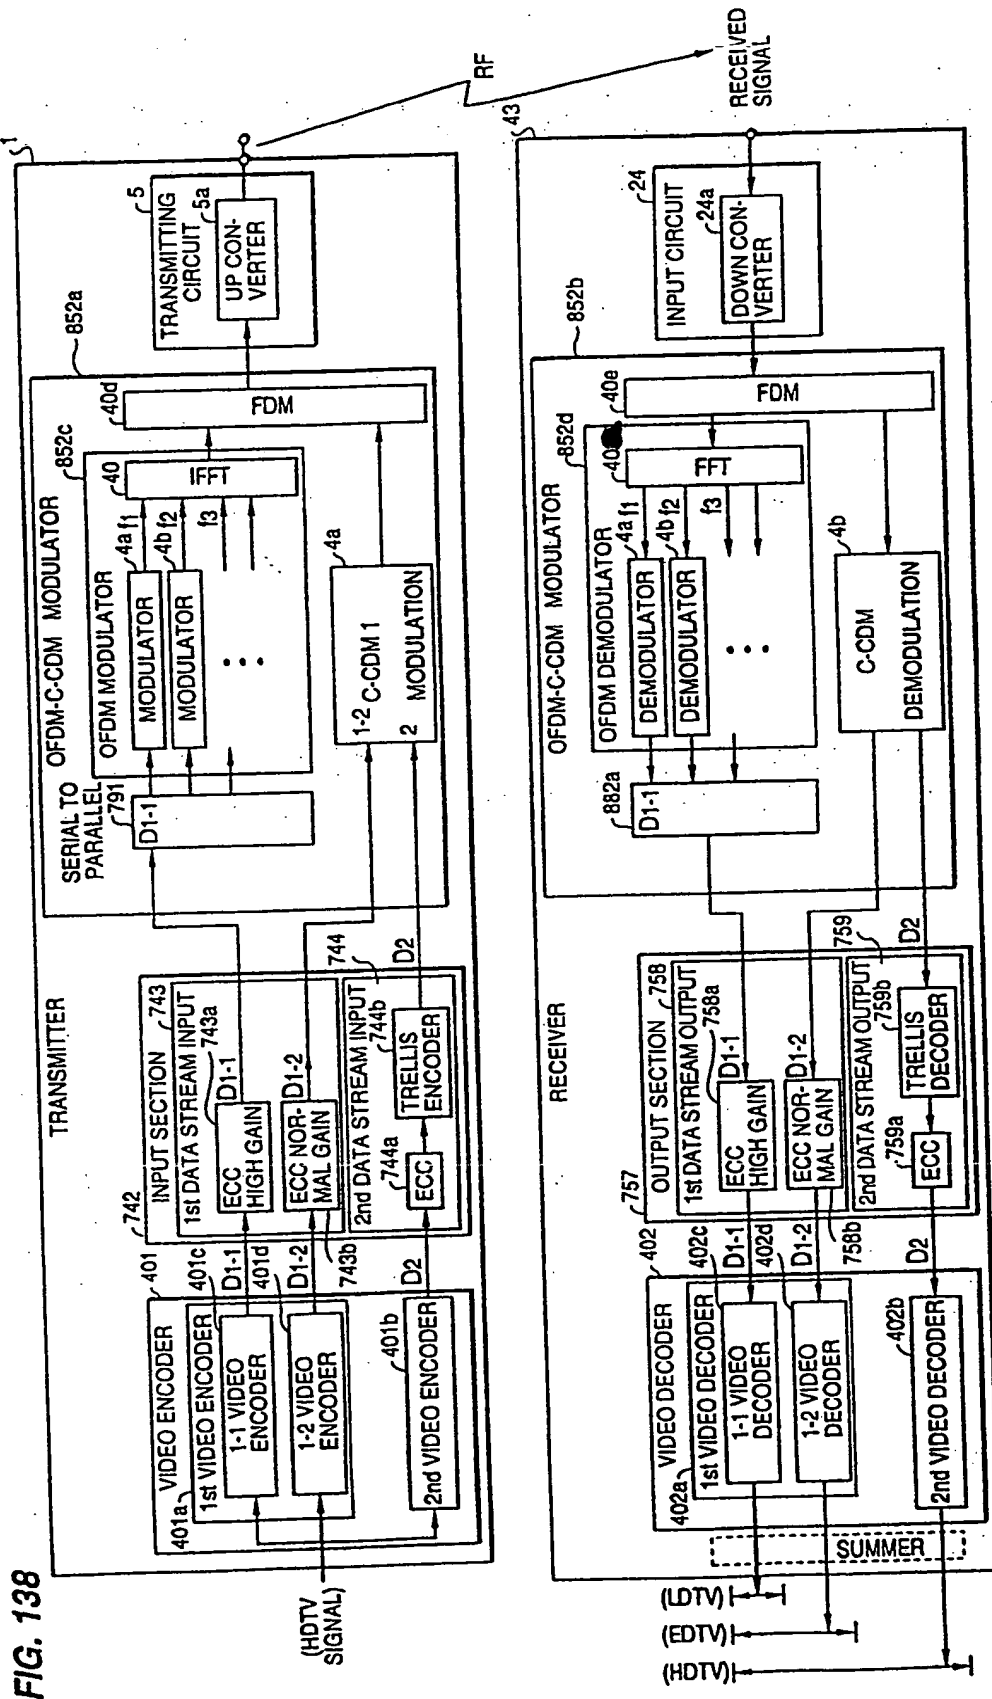 FIG. 138
TRANSMITTER
1
(HDTV
SIGNAL)
401
VIDEO ENCODER
401a
1st VIDEO ENCODER
401c
1-1 VIDEO
ENCODER
401d
1-2 VIDEO
ENCODER
401b
2nd VIDEO ENCODER
D1-1
D1-2
D2
742
INPUT SECTION
743
1st DATA STREAM INPUT
743a
ECC
HIGH GAIN
D1-1
ECC NOR-
MAL GAIN
D1-2
743b
744
2nd DATA STREAM INPUT
744a
ECC
744b
TRELLIS
ENCODER
D2
852a
OFDM-C-CDM MODULATOR
SERIAL TO
PARALLEL
791
D1-1
852c
OFDM MODULATOR
MODULATOR
4a
f1
MODULATOR
4b
f2
f3
40
IFFT
4a
1-2
C-CDM 1
2
MODULATION
40d
FDM
5
TRANSMITTING
CIRCUIT
5a
UP CON-
VERTER
RF
RECEIVED
SIGNAL
RECEIVER
43
(LDTV)
(EDTV)
(HDTV)
SUMMER
402
VIDEO DECODER
402a
1st VIDEO DECODER
402c
1-1 VIDEO
DECODER
402d
1-2 VIDEO
DECODER
402b
2nd VIDEO DECODER
D1-1
D1-2
D2
757
OUTPUT SECTION
758
1st DATA STREAM OUTPUT
758a
ECC
HIGH GAIN
D1-1
ECC NOR-
MAL GAIN
D1-2
758b
759
2nd DATA STREAM OUTPUT
759a
ECC
759b
TRELLIS
DECODER
D2
852b
OFDM-C-CDM MODULATOR
882a
D1-1
852d
OFDM DEMODULATOR
DEMODULATOR
4a
f1
DEMODULATOR
4b
f2
f3
40
FFT
4b
C-CDM
DEMODULATION
40e
FDM
24
INPUT CIRCUIT
24a
DOWN CON-
VERTER